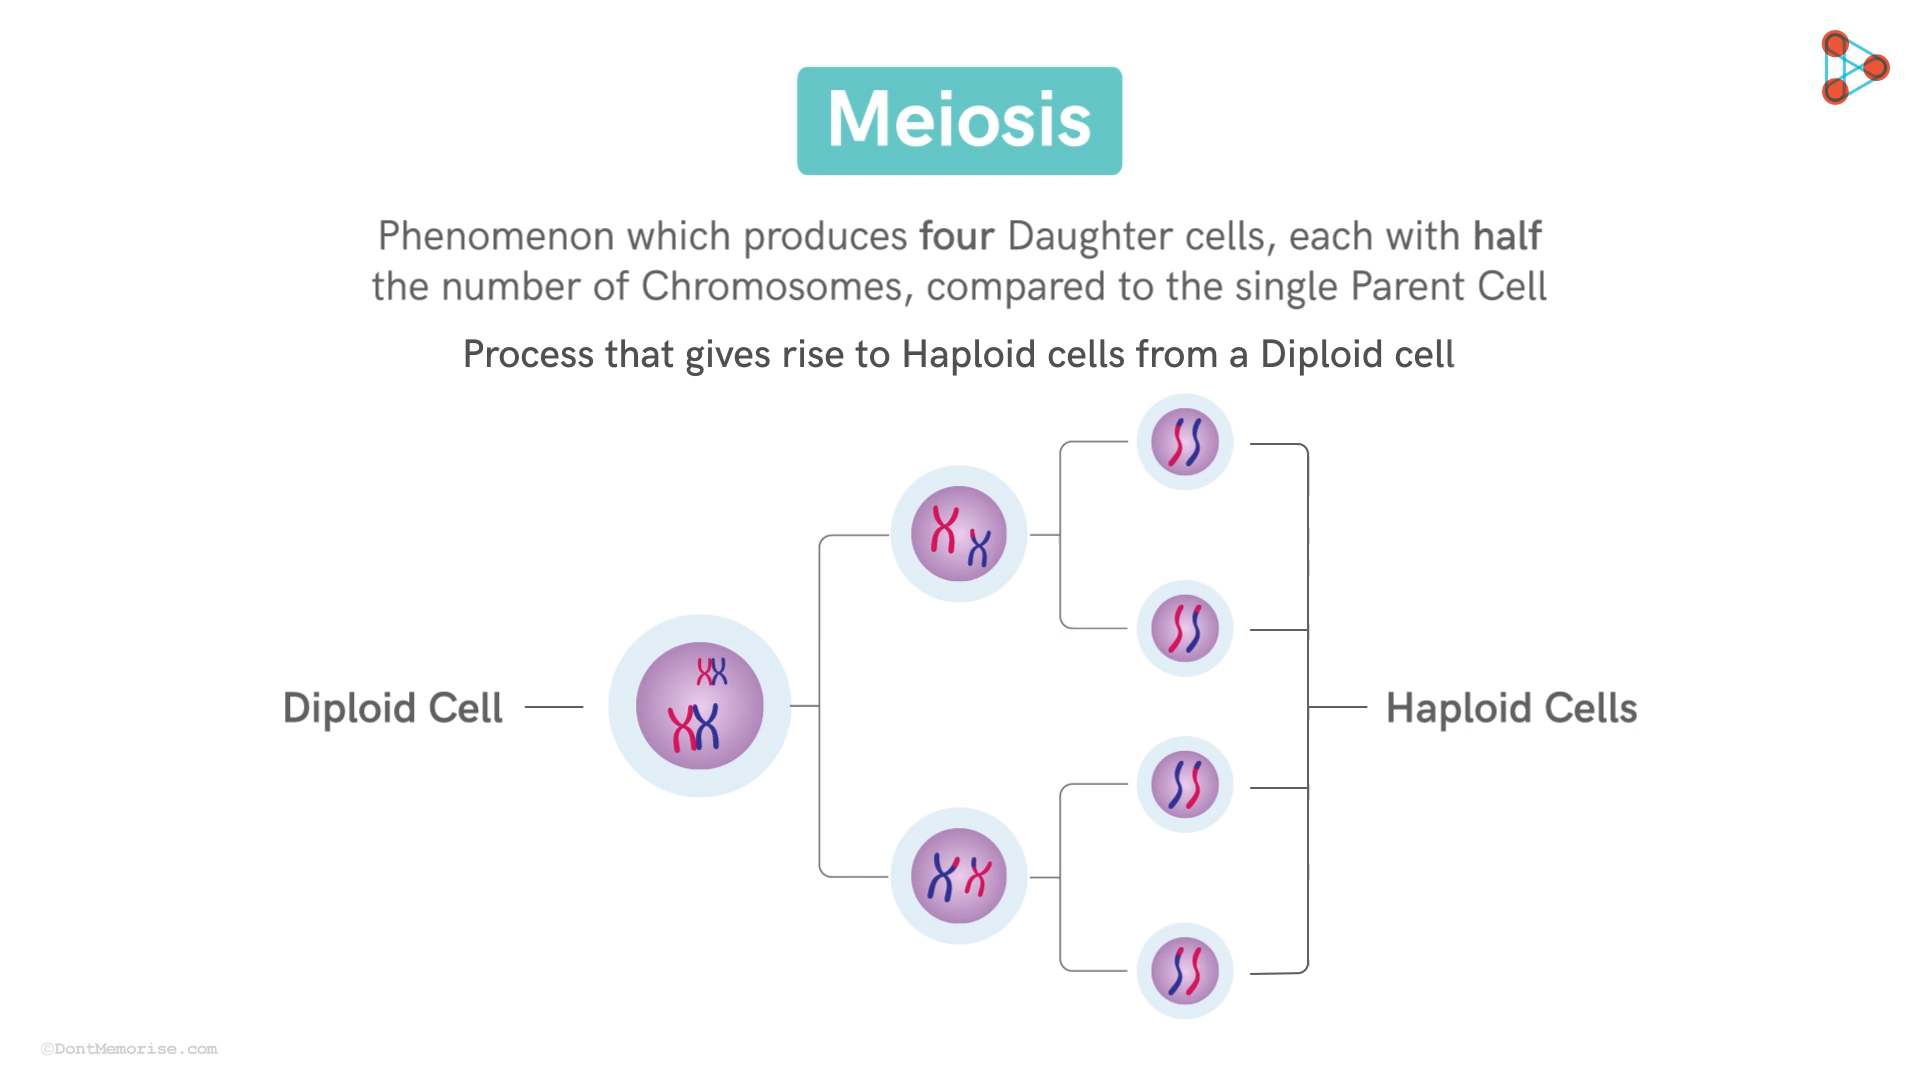 Meiosis
Phenomenon which produces four Daughter cells, each with half
the number of Chromosomes, compared to the single Parent Cell
Process that gives rise to Haploid cells from a Diploid cell
Diploid Cell
Haploid Cells
©DontMemorise.com